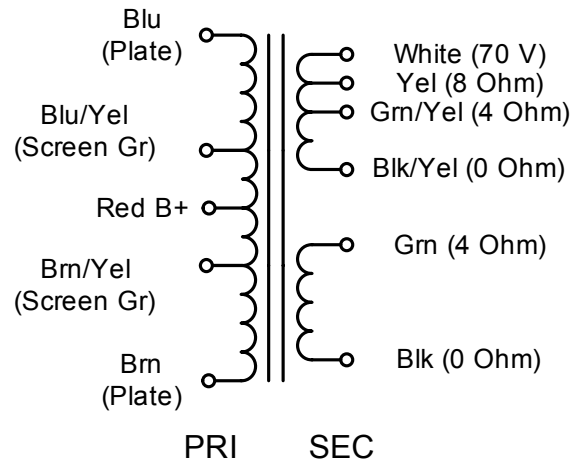 Blu
(Plate)
Blu/Yel
(Screen Gr)
Red B+
Brn/Yel
(Screen Gr)
Brn
(Plate)
White (70 V)
Yel (8 Ohm)
Grn/Yel (4 Ohm)
Blk/Yel (0 Ohm)
Grn (4 Ohm)
Blk (0 Ohm)
PRI
SEC